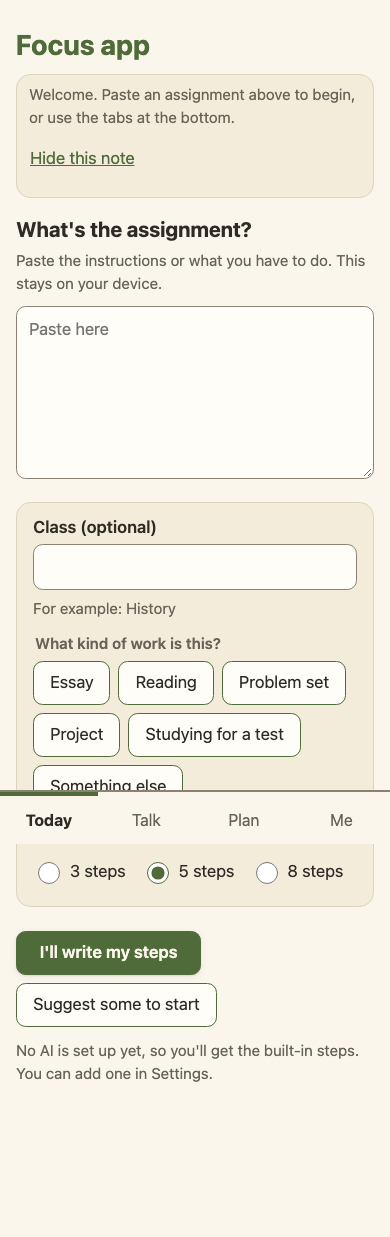 Focus app
Welcome. Paste an assignment above to begin,
or use the tabs at the bottom.
Hide this note
What's the assignment?
Paste the instructions or what you have to do. This
stays on your device.
Paste here
Class (optional)
For example: History
What kind of work is this?
Essay Reading Problem set
Project Studying for a test
Something else
Today Talk Plan Me
3 steps 5 steps 8 steps
I'll write my steps
Suggest some to start
No AI is set up yet, so you'll get the built-in steps.
You can add one in Settings.